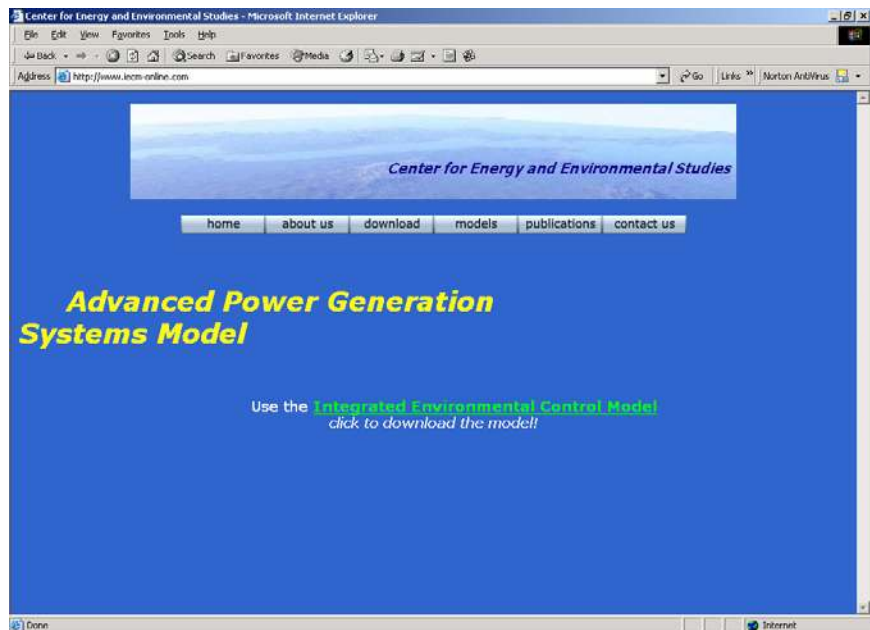 Center for Energy and Environmental Studies - Microsoft Internet Explorer
File Edit View Favorites Tools Help
Back Search Favorites Media
Address http://www.iecm-online.com Go Links » Norton AntiVirus
Center for Energy and Environmental Studies
home about us download models publications contact us
Advanced Power Generation
Systems Model
Use the Integrated Environmental Control Model
click to download the model!
Done Internet